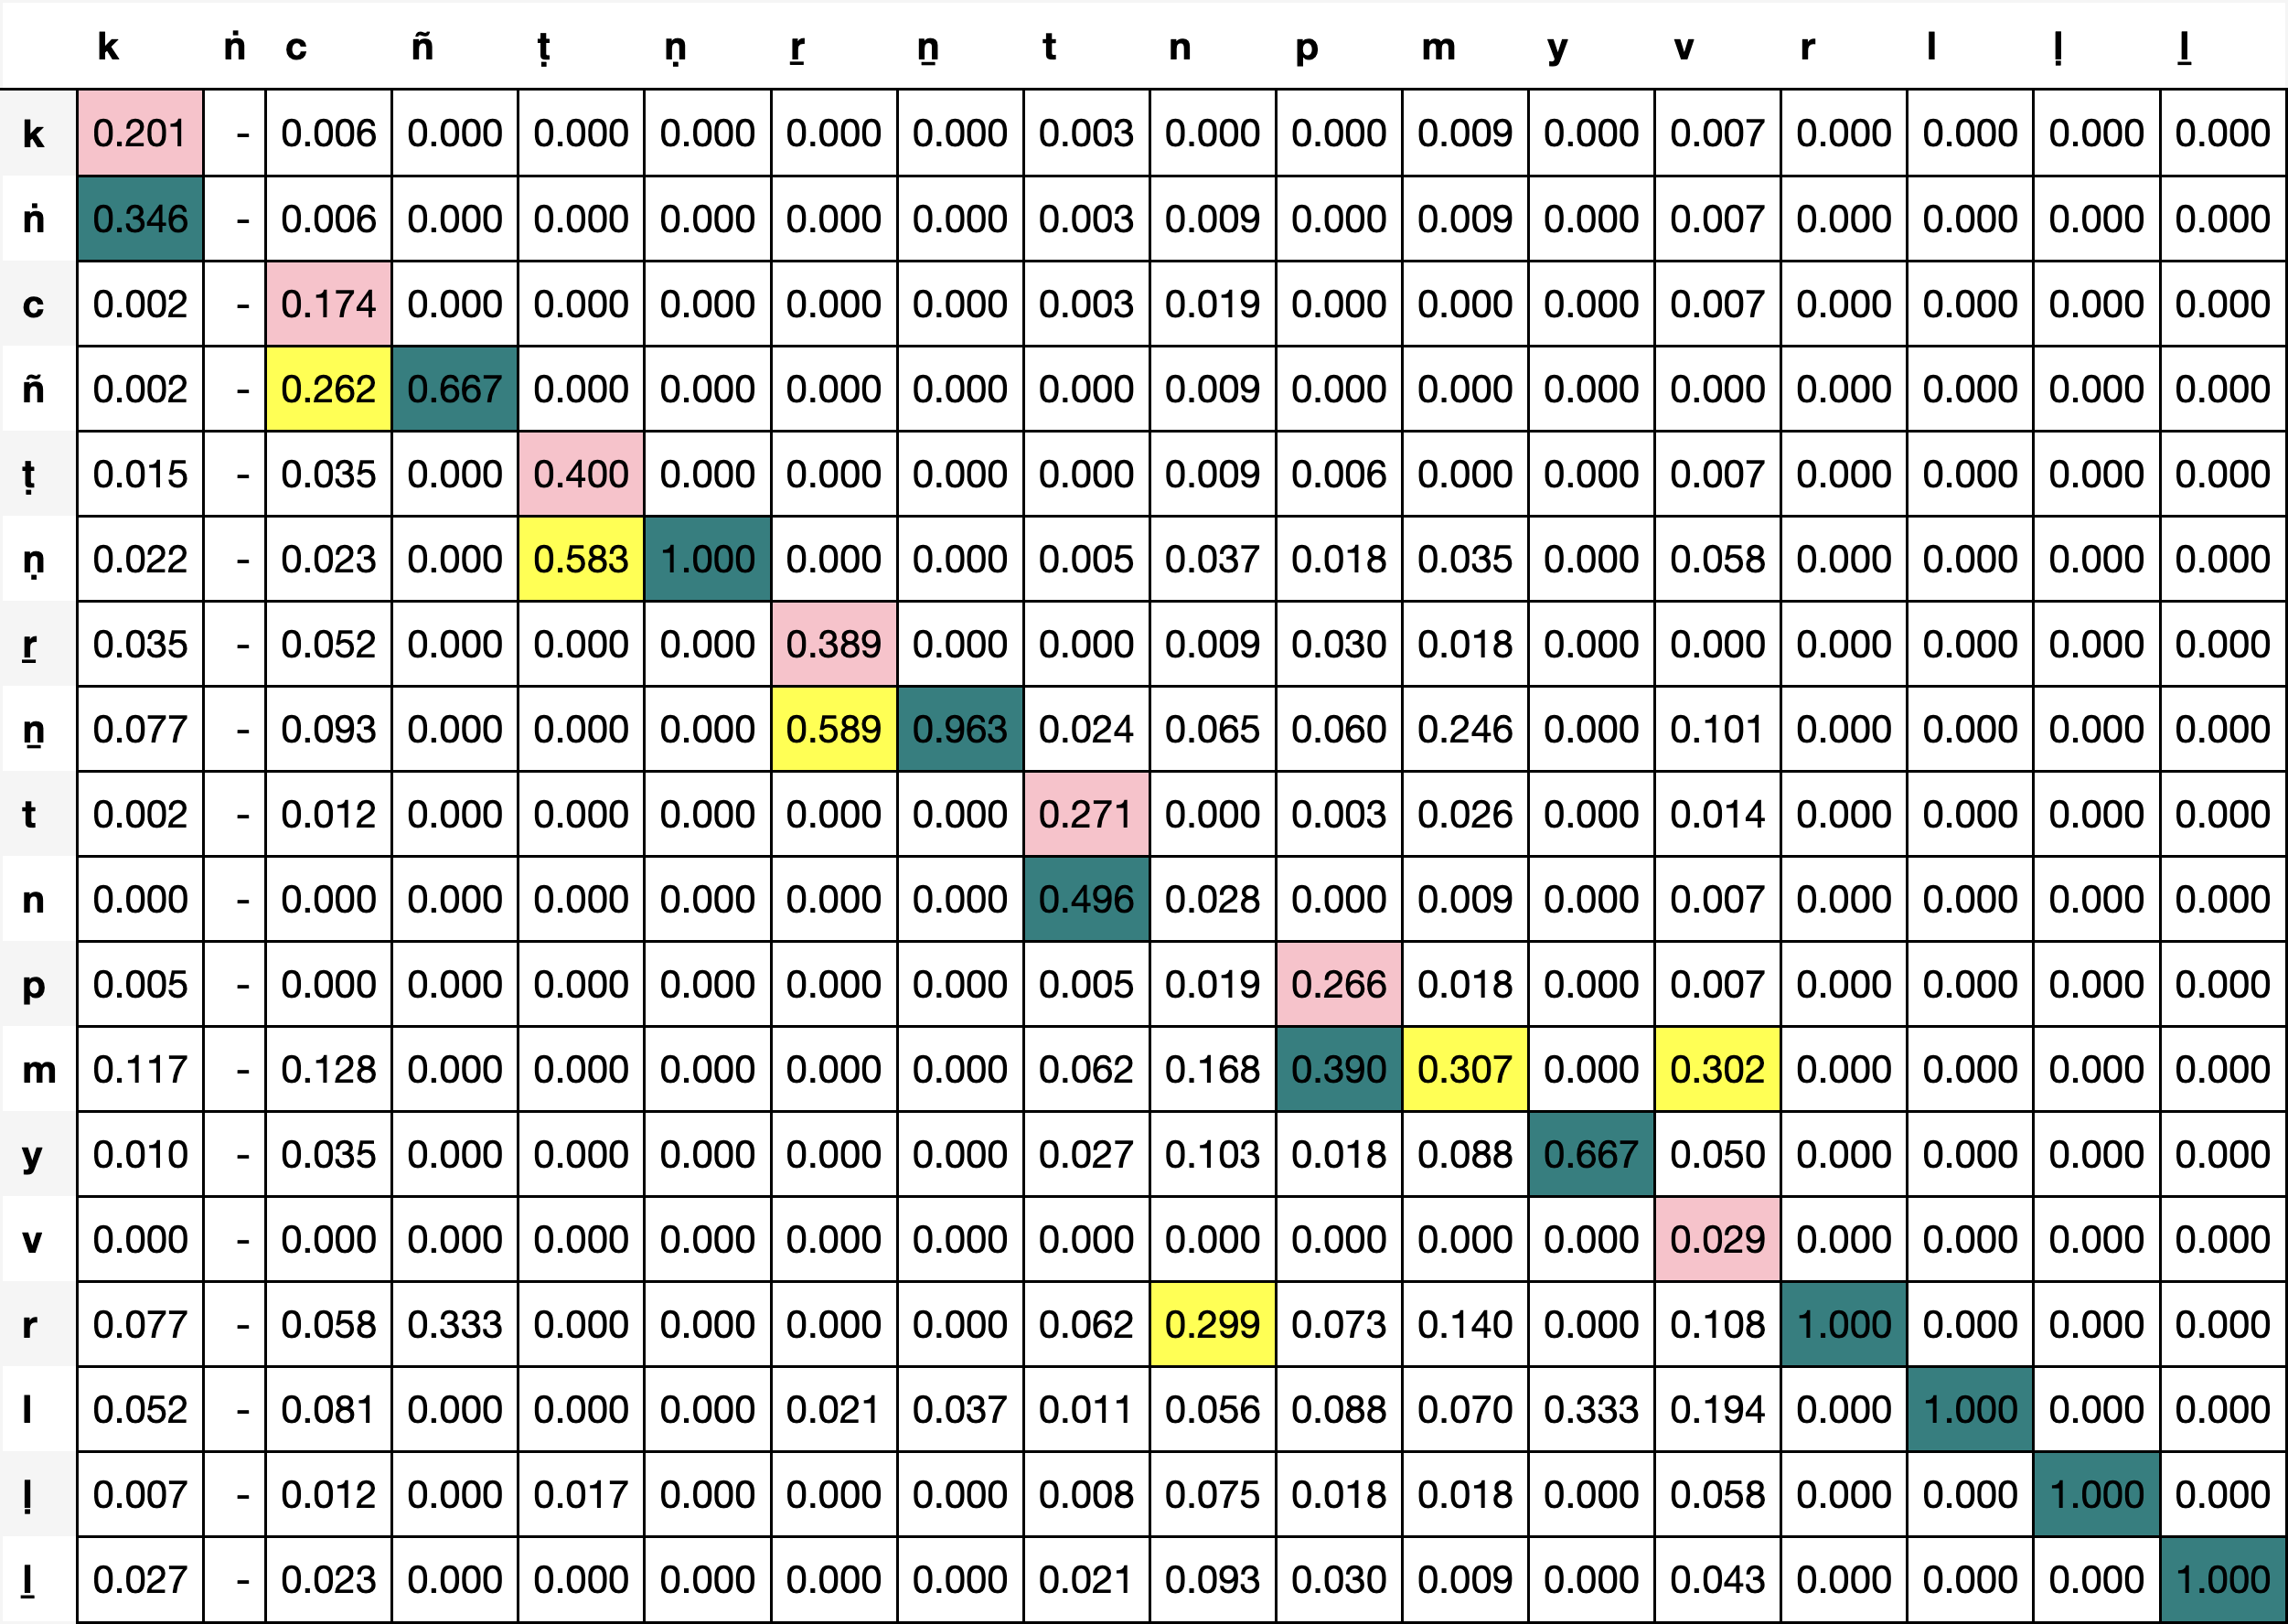 k ṅ c ñ ṭ ṇ ṟ ṉ t n p m y v r l ḷ ḻ
k 0.201 - 0.006 0.000 0.000 0.000 0.000 0.000 0.003 0.000 0.000 0.009 0.000 0.007 0.000 0.000 0.000 0.000
ṅ 0.346 - 0.006 0.000 0.000 0.000 0.000 0.000 0.003 0.009 0.000 0.009 0.000 0.007 0.000 0.000 0.000 0.000
c 0.002 - 0.174 0.000 0.000 0.000 0.000 0.000 0.003 0.019 0.000 0.000 0.000 0.007 0.000 0.000 0.000 0.000
ñ 0.002 - 0.262 0.667 0.000 0.000 0.000 0.000 0.000 0.009 0.000 0.000 0.000 0.000 0.000 0.000 0.000 0.000
ṭ 0.015 - 0.035 0.000 0.400 0.000 0.000 0.000 0.000 0.009 0.006 0.000 0.000 0.007 0.000 0.000 0.000 0.000
ṇ 0.022 - 0.023 0.000 0.583 1.000 0.000 0.000 0.005 0.037 0.018 0.035 0.000 0.058 0.000 0.000 0.000 0.000
ṟ 0.035 - 0.052 0.000 0.000 0.000 0.389 0.000 0.000 0.009 0.030 0.018 0.000 0.000 0.000 0.000 0.000 0.000
ṉ 0.077 - 0.093 0.000 0.000 0.000 0.589 0.963 0.024 0.065 0.060 0.246 0.000 0.101 0.000 0.000 0.000 0.000
t 0.002 - 0.012 0.000 0.000 0.000 0.000 0.000 0.271 0.000 0.003 0.026 0.000 0.014 0.000 0.000 0.000 0.000
n 0.000 - 0.000 0.000 0.000 0.000 0.000 0.000 0.496 0.028 0.000 0.009 0.000 0.007 0.000 0.000 0.000 0.000
p 0.005 - 0.000 0.000 0.000 0.000 0.000 0.000 0.005 0.019 0.266 0.018 0.000 0.007 0.000 0.000 0.000 0.000
m 0.117 - 0.128 0.000 0.000 0.000 0.000 0.000 0.062 0.168 0.390 0.307 0.000 0.302 0.000 0.000 0.000 0.000
y 0.010 - 0.035 0.000 0.000 0.000 0.000 0.000 0.027 0.103 0.018 0.088 0.667 0.050 0.000 0.000 0.000 0.000
v 0.000 - 0.000 0.000 0.000 0.000 0.000 0.000 0.000 0.000 0.000 0.000 0.000 0.029 0.000 0.000 0.000 0.000
r 0.077 - 0.058 0.333 0.000 0.000 0.000 0.000 0.062 0.299 0.073 0.140 0.000 0.108 1.000 0.000 0.000 0.000
l 0.052 - 0.081 0.000 0.000 0.000 0.021 0.037 0.011 0.056 0.088 0.070 0.333 0.194 0.000 1.000 0.000 0.000
ḷ 0.007 - 0.012 0.000 0.017 0.000 0.000 0.000 0.008 0.075 0.018 0.018 0.000 0.058 0.000 0.000 1.000 0.000
ḻ 0.027 - 0.023 0.000 0.000 0.000 0.000 0.000 0.021 0.093 0.030 0.009 0.000 0.043 0.000 0.000 0.000 1.000